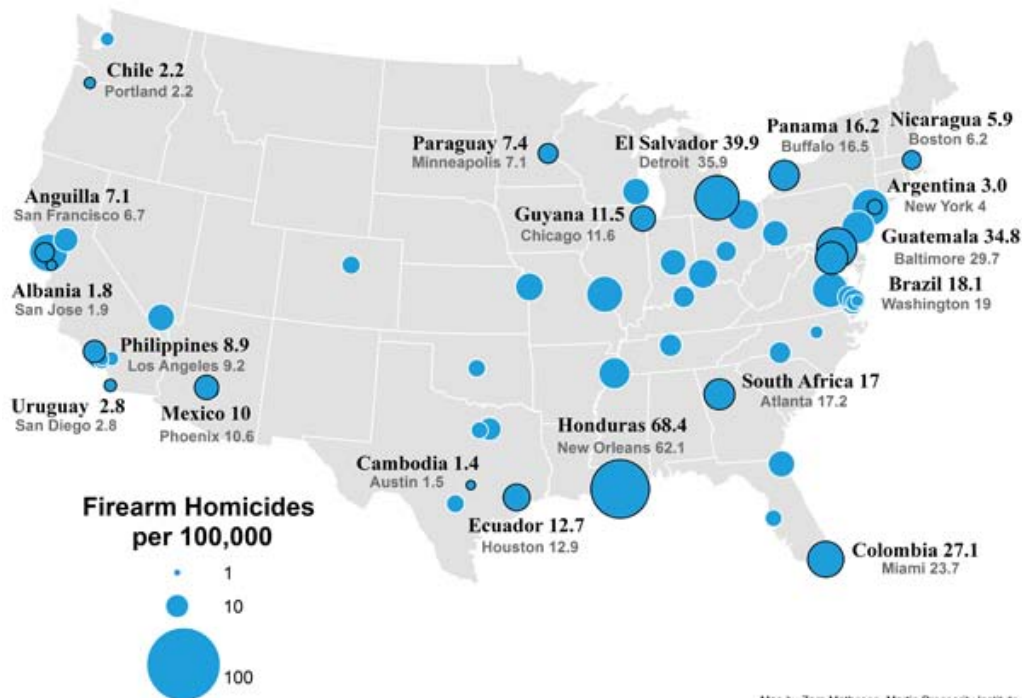 Chile 2.2
Portland 2.2
Paraguay 7.4
Minneapolis 7.1
El Salvador 39.9
Detroit 35.9
Panama 16.2
Buffalo 16.5
Nicaragua 5.9
Boston 6.2
Anguilla 7.1
San Francisco 6.7
Guyana 11.5
Chicago 11.6
Argentina 3.0
New York 4
Guatemala 34.8
Baltimore 29.7
Albania 1.8
San Jose 1.9
Brazil 18.1
Washington 19
Philippines 8.9
Los Angeles 9.2
Uruguay 2.8
San Diego 2.8
Mexico 10
Phoenix 10.6
South Africa 17
Atlanta 17.2
Honduras 68.4
New Orleans 62.1
Cambodia 1.4
Austin 1.5
Ecuador 12.7
Houston 12.9
Colombia 27.1
Miami 23.7
Firearm Homicides
per 100,000
1
10
100